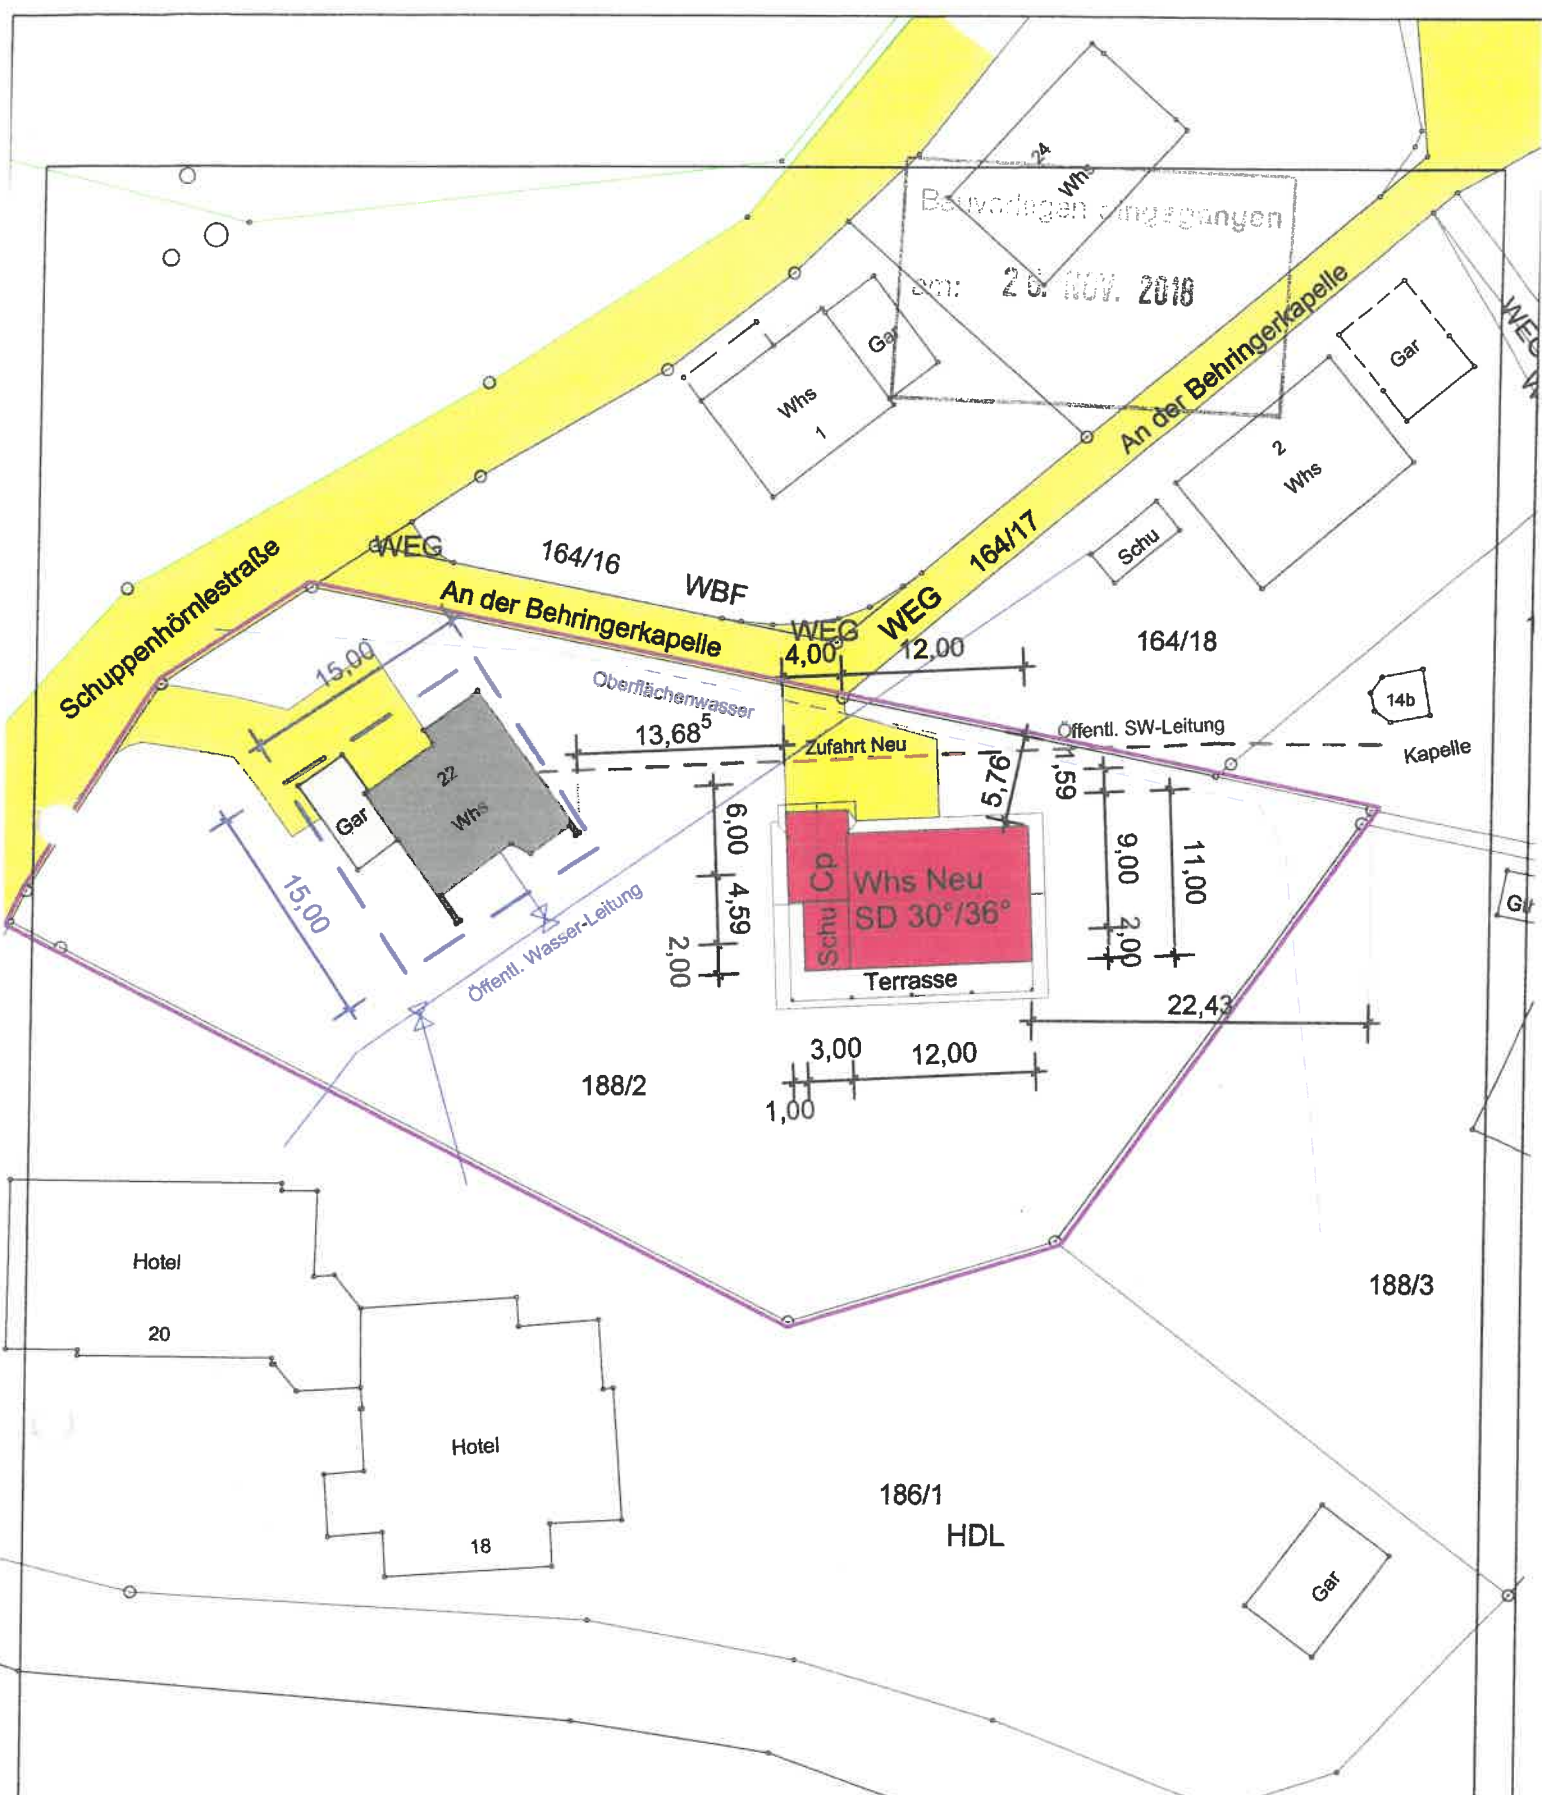 24
Whs
Bauvorlagen eingegangen
am: 26. NOV. 2018
Gar
Whs
1
An der Behringerkapelle
Gar
WEG
2
Whs
Schu
WEG
164/16
WBF
164/17
WEG
WEG
An der Behringerkapelle
Schuppenhörnlestraße
164/18
4,00
12,00
15,00
Oberflächenwasser
14b
Öffentl. SW-Leitung
Kapelle
13,68⁵
Zufahrt Neu
5,76
1,59
22
Whs
Gar
6,00
9,00
11,00
Cp
Whs Neu
SD 30°/36°
Schu
4,59
2,00
2,00
15,00
Öffentl. Wasser-Leitung
Terrasse
22,43
3,00
12,00
1,00
188/2
Hotel
20
188/3
Hotel
18
186/1
HDL
Gar